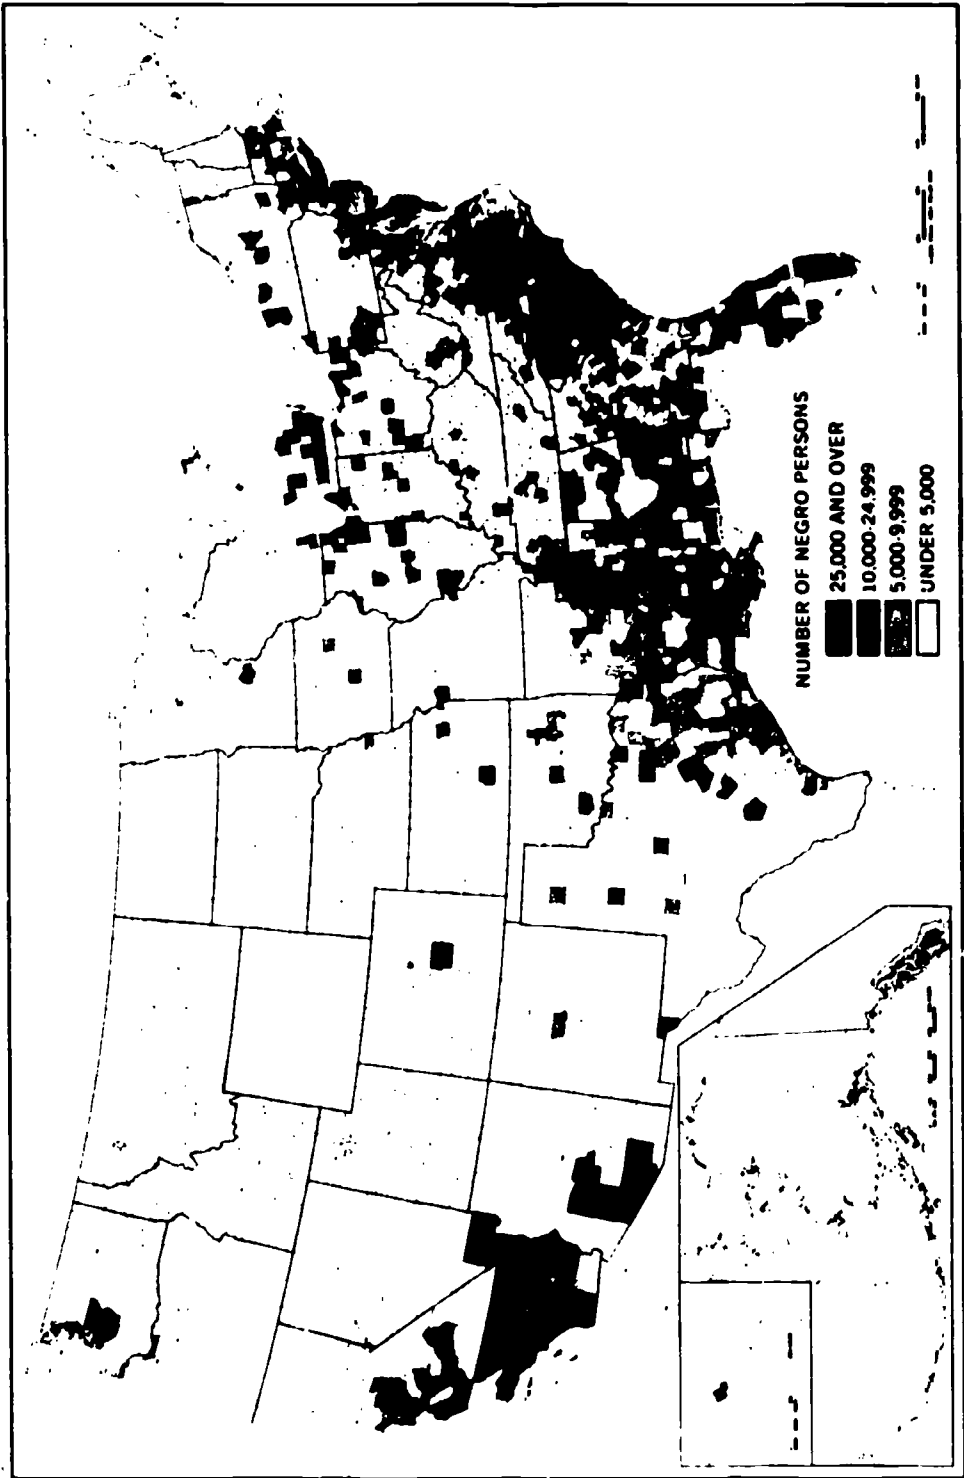 NUMBER OF NEGRO PERSONS
25,000 AND OVER
10,000-24,999
5,000-9,999
UNDER 5,000